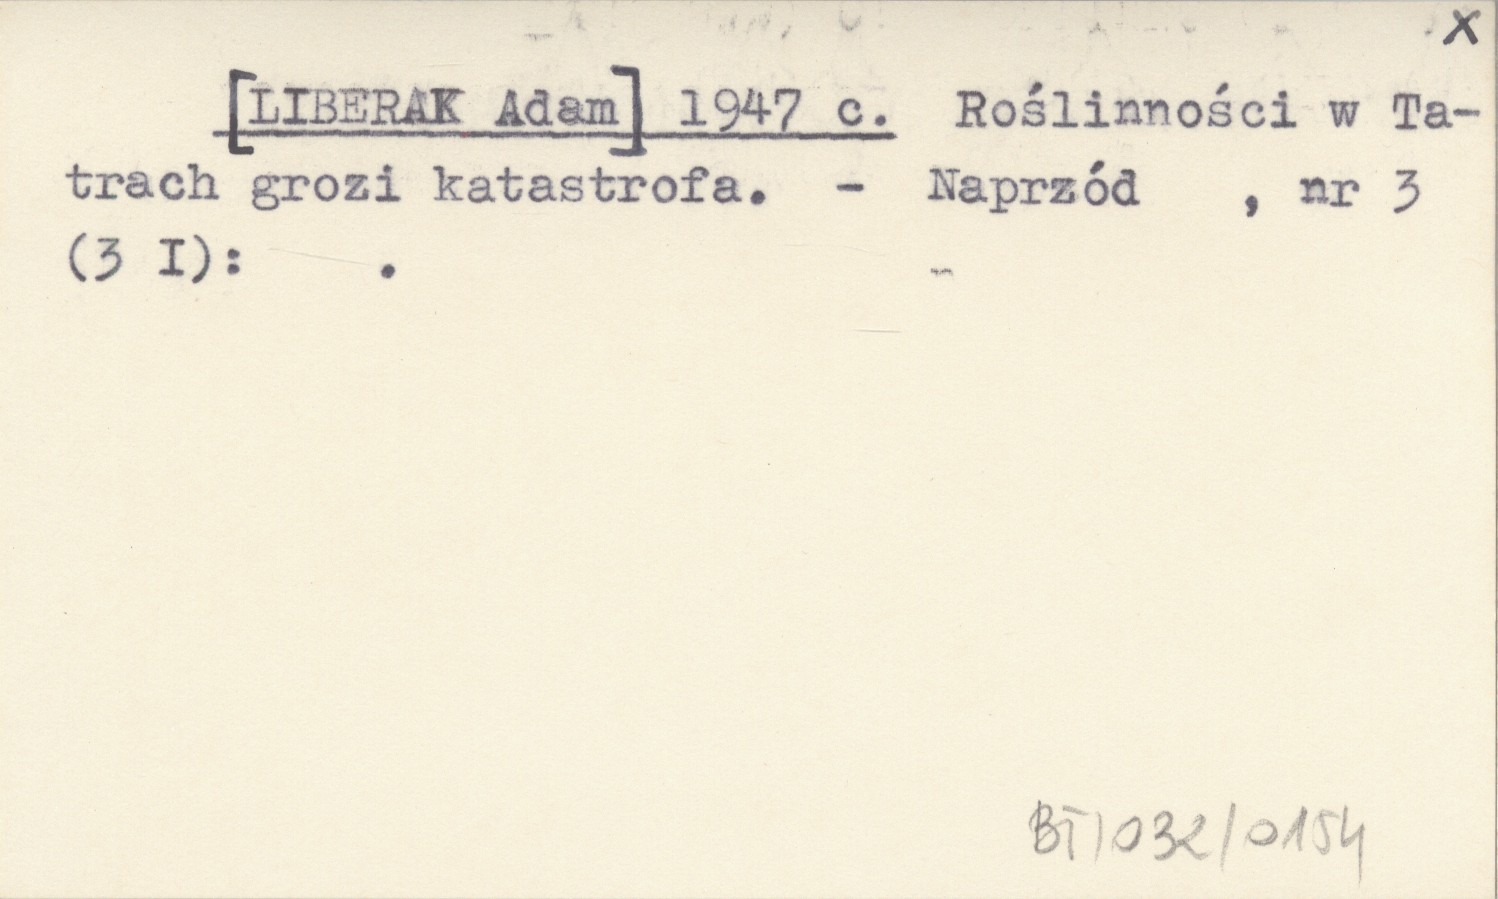 x
[LIBERAK Adam] 1947 c. Roślinności w Ta-
trach grozi katastrofa. - Naprzód , nr 3
(3 I): .
BT/032/0154